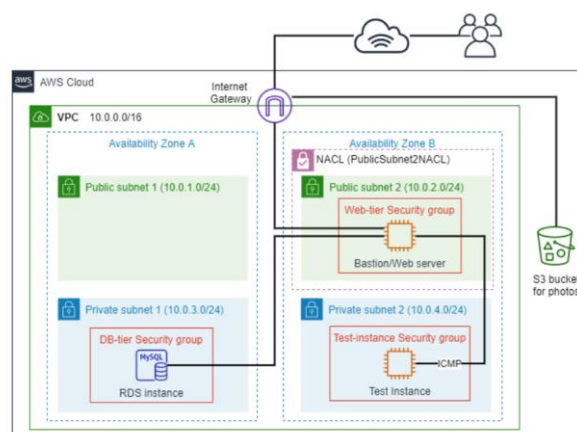 aws AWS Cloud
Internet
Gateway
VPC 10.0.0.0/16
Availability Zone A
Availability Zone B
NACL (PublicSubnet2NACL)
Public subnet 1 (10.0.1.0/24)
Public subnet 2 (10.0.2.0/24)
Web-tier Security group
Bastion/Web server
S3 bucket
for photos
Private subnet 1 (10.0.3.0/24)
Private subnet 2 (10.0.4.0/24)
DB-tier Security group
Test-instance Security group
MySQL
ICMP
RDS instance
Test Instance